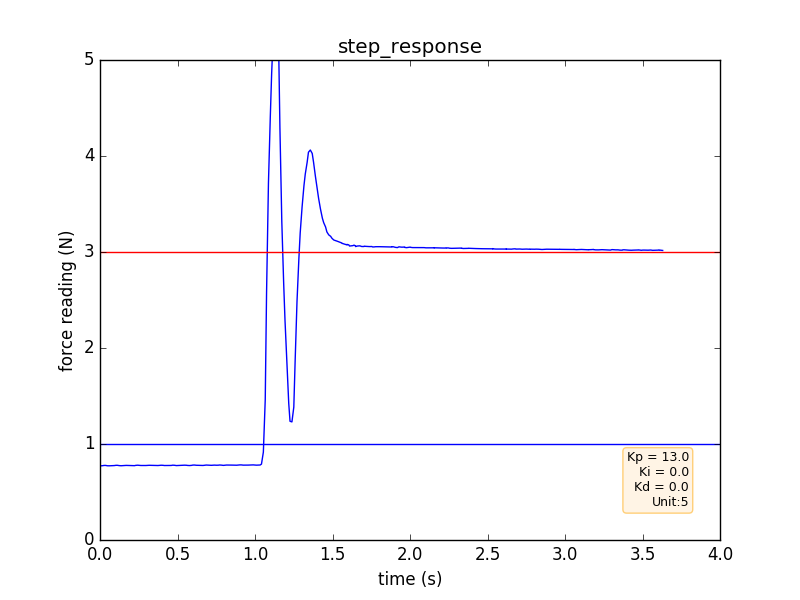 step_response
force reading (N)
5
4
3
2
1
0
0.0 0.5 1.0 1.5 2.0 2.5 3.0 3.5 4.0
time (s)
Kp = 13.0
Ki = 0.0
Kd = 0.0
Unit:5